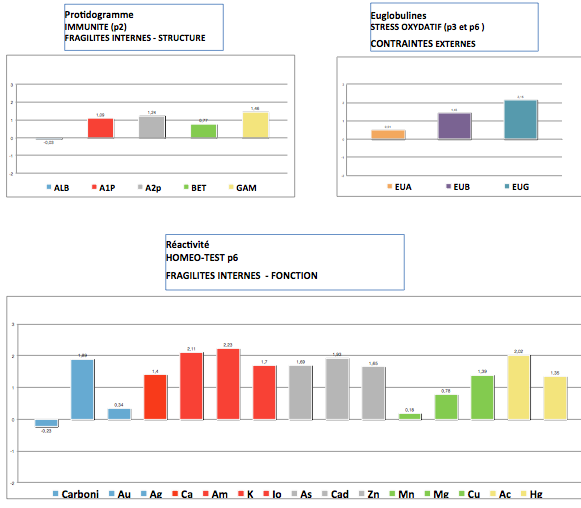 Protidogramme
IMMUNITE (p2)
FRAGILITES INTERNES - STRUCTURE
Euglobulines
STRESS OXYDATIF (p3 et p6 )
CONTRAINTES EXTERNES
3
2
1
0
-1
-2
-0,03
1,09
1,24
0,77
1,46
ALB A1P A2p BET GAM
EUA EUB EUG
Réactivité
HOMEO-TEST p6
FRAGILITES INTERNES - FONCTION
3
2
1
0
-1
-2
-0,23
1,89
0,34
1,4
2,11
2,23
1,7
1,69
1,93
1,65
0,18
0,78
1,39
2,02
1,35
Carboni Au Ag Ca Am K Io As Cad Zn Mn Mg Cu Ac Hg